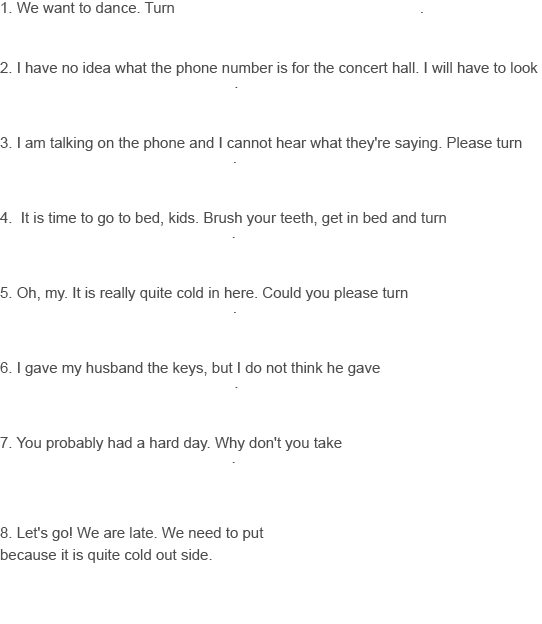 1. We want to dance. Turn .
2. I have no idea what the phone number is for the concert hall. I will have to look
.
3. I am talking on the phone and I cannot hear what they're saying. Please turn
.
4. It is time to go to bed, kids. Brush your teeth, get in bed and turn
.
5. Oh, my. It is really quite cold in here. Could you please turn
.
6. I gave my husband the keys, but I do not think he gave
.
7. You probably had a hard day. Why don't you take
.
8. Let's go! We are late. We need to put
because it is quite cold out side.